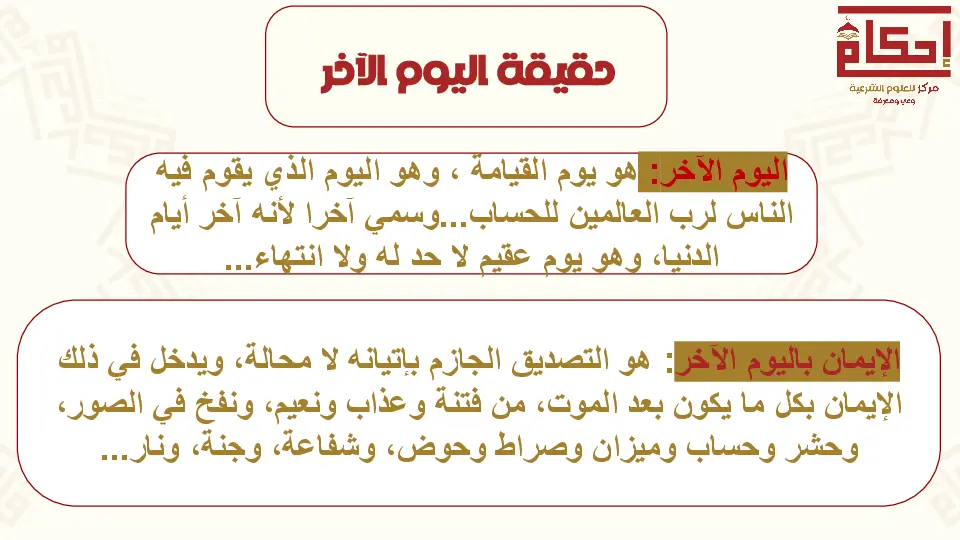 إحكام
مركز للعلوم الشرعية
وعي ومعرفة
حقيقة اليوم الآخر
اليوم الآخر: هو يوم القيامة ، وهو اليوم الذي يقوم فيه
الناس لرب العالمين للحساب...وسمي آخرا لأنه آخر أيام
الدنيا، وهو يوم عقيم لا حد له ولا انتهاء...
الإيمان باليوم الآخر: هو التصديق الجازم بإتيانه لا محالة، ويدخل في ذلك
الإيمان بكل ما يكون بعد الموت، من فتنة وعذاب ونعيم، ونفخ في الصور،
وحشر وحساب وميزان وصراط وحوض، وشفاعة، وجنة، ونار...